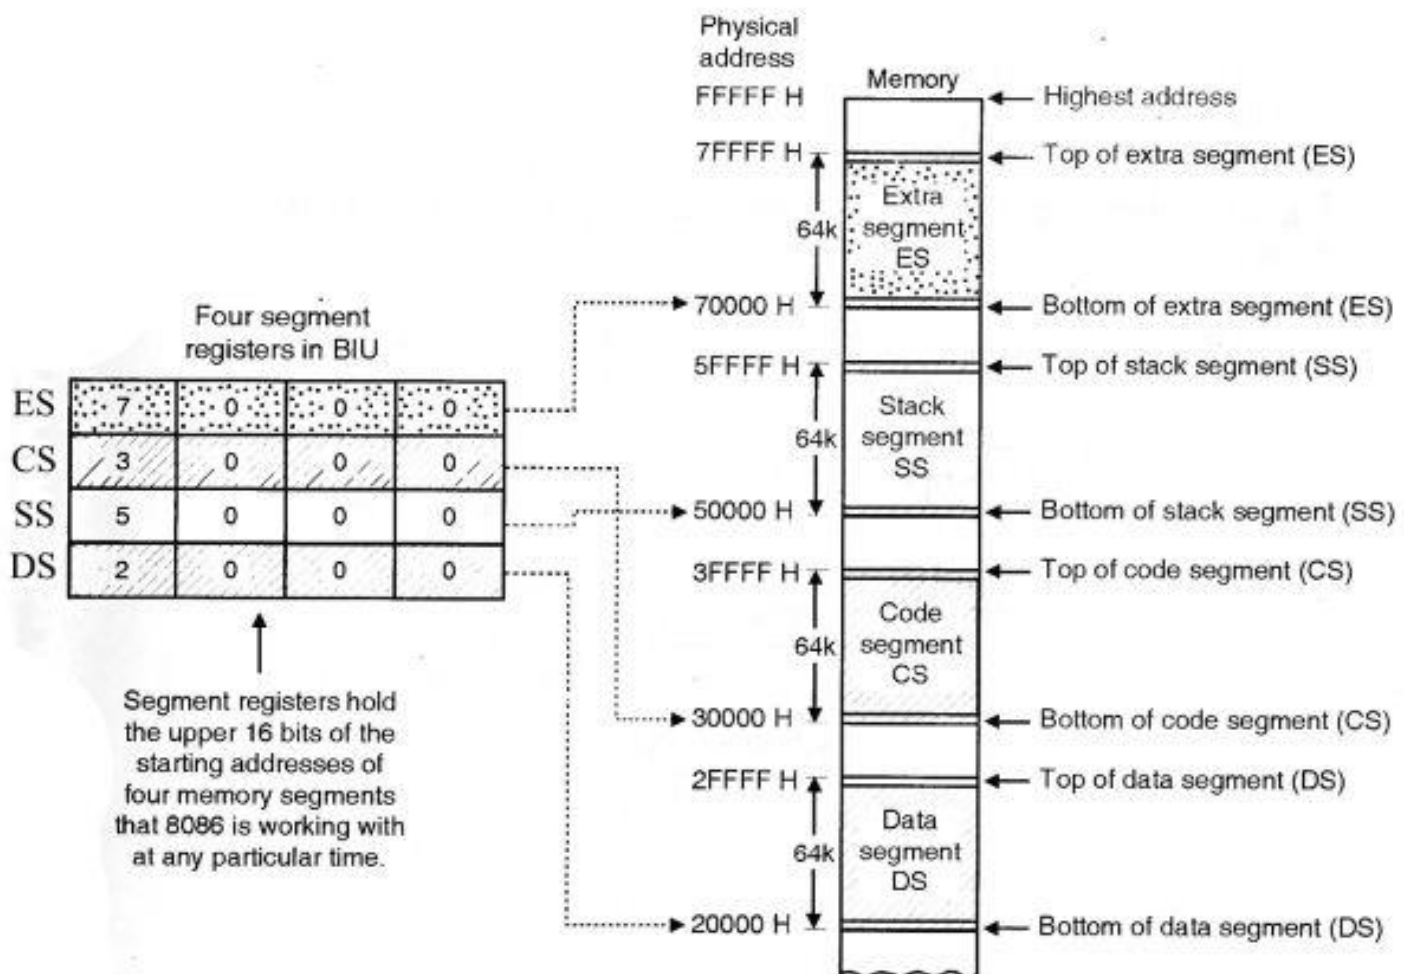 Physical
address
FFFFF H
Memory
Highest address
7FFFF H
Top of extra segment (ES)
Extra
segment
ES
64k
70000 H
Bottom of extra segment (ES)
Four segment
registers in BIU
5FFFF H
Top of stack segment (SS)
ES 7 0 0 0
CS 3 0 0 0
SS 5 0 0 0
DS 2 0 0 0
Stack
segment
SS
64k
50000 H
Bottom of stack segment (SS)
3FFFF H
Top of code segment (CS)
Code
segment
CS
64k
30000 H
Bottom of code segment (CS)
Segment registers hold
the upper 16 bits of the
starting addresses of
four memory segments
that 8086 is working with
at any particular time.
2FFFF H
Top of data segment (DS)
Data
segment
DS
64k
20000 H
Bottom of data segment (DS)